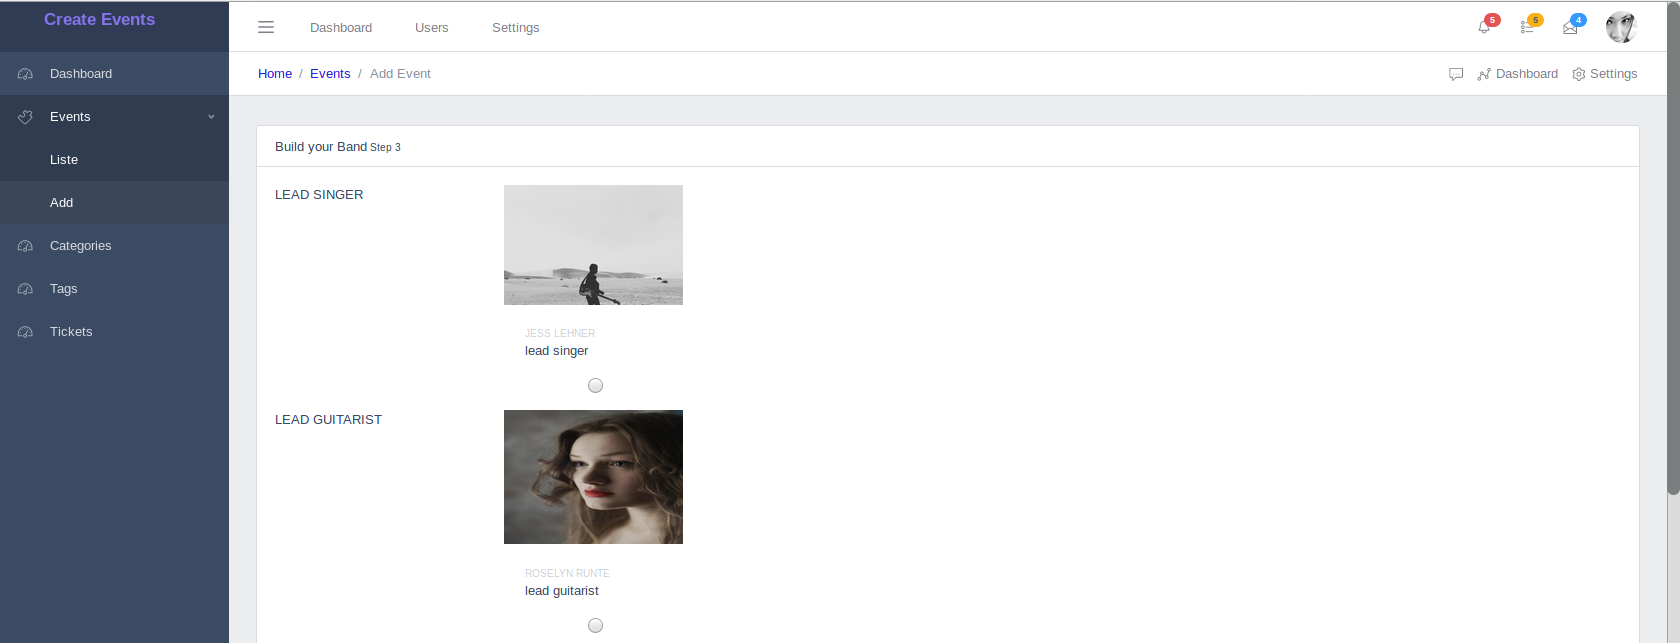 Create Events
Dashboard Users Settings
5 5 4
Home / Events / Add Event
Dashboard Settings
Dashboard
Events
Liste
Add
Categories
Tags
Tickets
Build your Band Step 3
LEAD SINGER
JESS LEHNER
lead singer
LEAD GUITARIST
ROSELYN RUNTE
lead guitarist